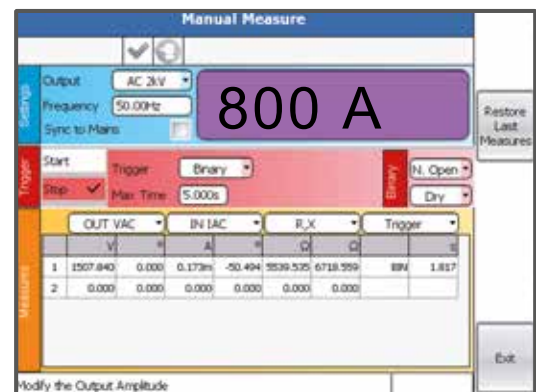 Manual Measure
Settings
Output AC 2kV
Frequency 50.00Hz
Sync to Mains
800 A
Restore Last Measures
Trigger
Start
Stop
Trigger Binary
Max Time 5.000s
Binary
N. Open
Dry
Measures
OUT VAC IN IAC R,X Trigger
V ° A ° Ω Ω s
1 1507.840 0.000 0.173m -50.494 5539.535 6718.559 BIN 1.817
2 0.000 0.000 0.000 0.000 0.000 0.000
Exit
Modify the Output Amplitude